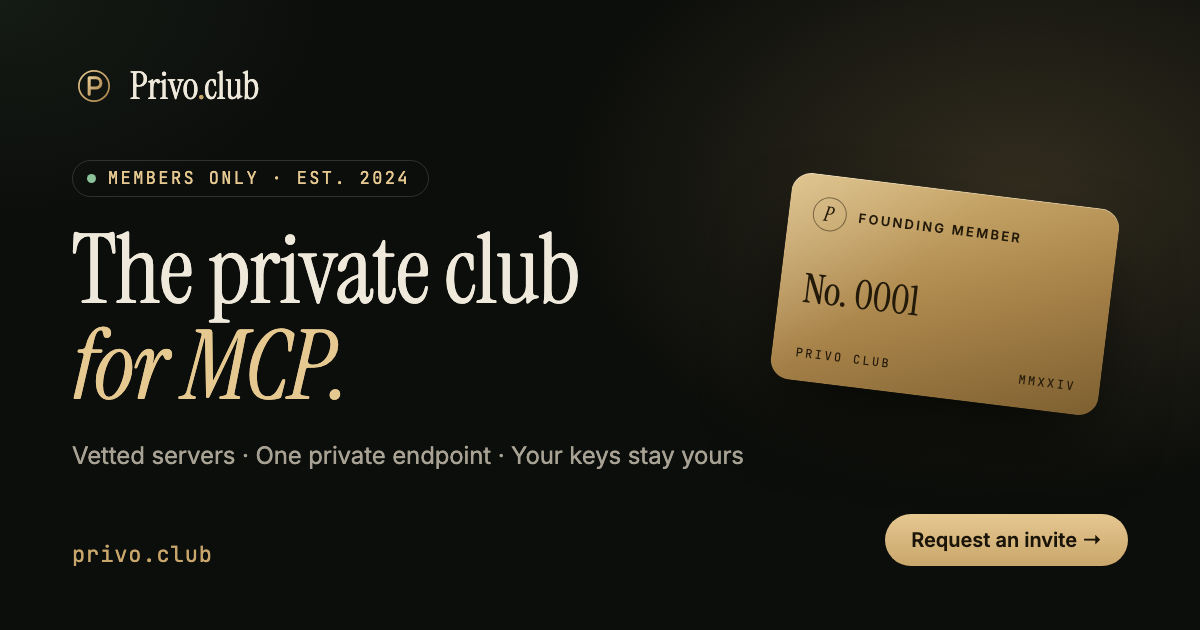 P Privo.club
MEMBERS ONLY · EST. 2024
The private club
for MCP.
Vetted servers · One private endpoint · Your keys stay yours
privo.club
P FOUNDING MEMBER
No. 0001
PRIVO CLUB
MMXXIV
Request an invite →